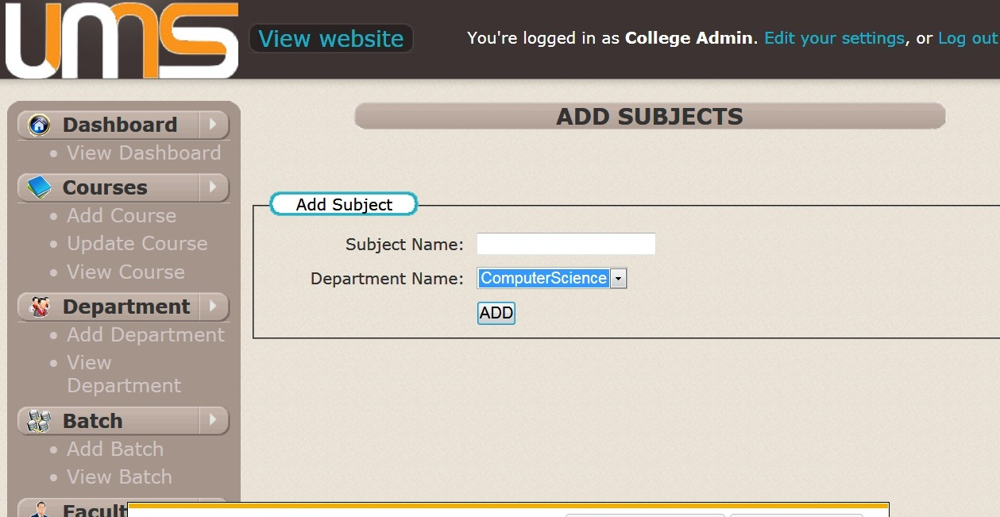 UMS
View website
You're logged in as College Admin. Edit your settings, or Log out
Dashboard
View Dashboard
Courses
Add Course
Update Course
View Course
Department
Add Department
View
Department
Batch
Add Batch
View Batch
Facult
ADD SUBJECTS
Add Subject
Subject Name:
Department Name: ComputerScience
ADD